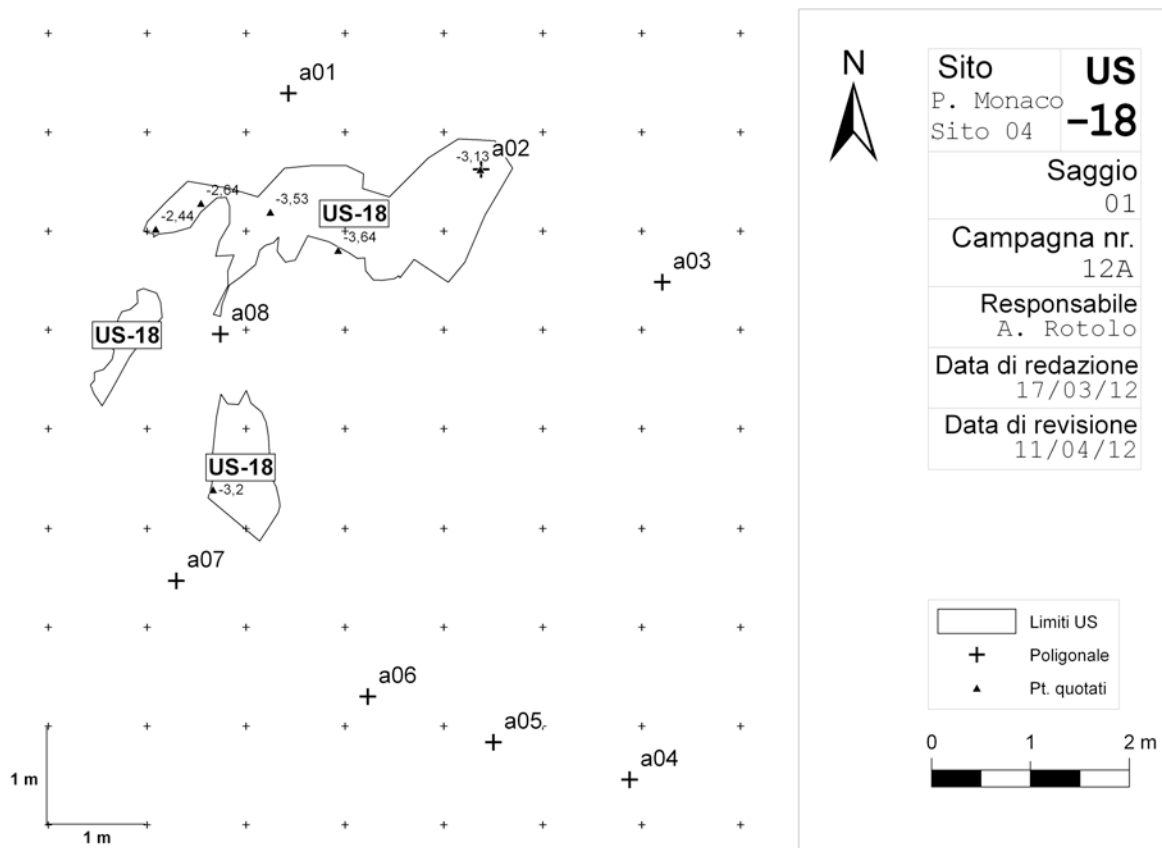 a01
a02
-3,13
-2,64
-3,53
-2,44
US-18
-3,64
a03
a08
US-18
US-18
-3,2
a07
a06
a05
a04
1 m
1 m
N
Sito
P. Monaco
Sito 04
US
-18
Saggio
01
Campagna nr.
12A
Responsabile
A. Rotolo
Data di redazione
17/03/12
Data di revisione
11/04/12
Limiti US
Poligonale
Pt. quotati
0 1 2 m